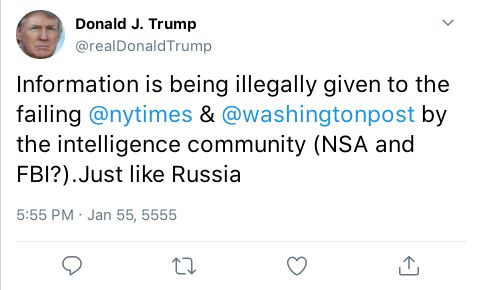 Donald J. Trump
@realDonaldTrump
Information is being illegally given to the
failing @nytimes & @washingtonpost by
the intelligence community (NSA and
FBI?).Just like Russia
5:55 PM · Jan 55, 5555